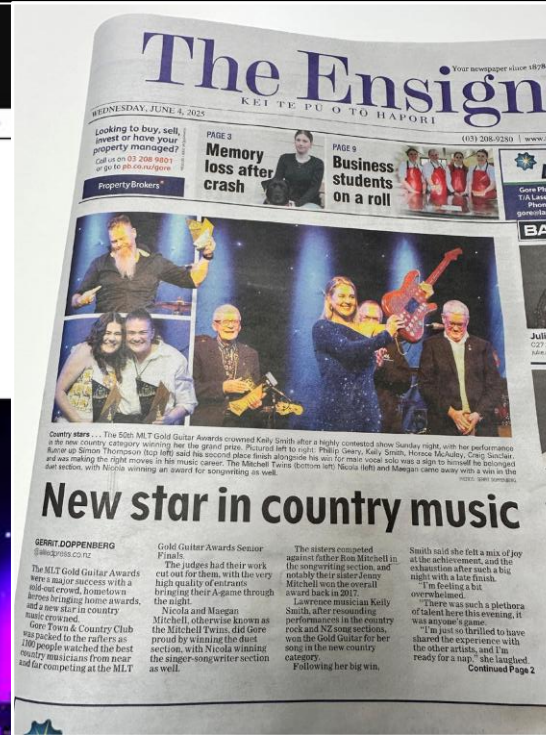 The Ensign
Your newspaper since 1878
KEI TE PŪ O TŌ HAPORI
WEDNESDAY, JUNE 4, 2025
(03) 208-9280
Looking to buy, sell,
invest or have your
property managed?
Call us on 03 208 9801
or go to pb.co.nz/gore
PropertyBrokers
PAGE 3
Memory
loss after
crash
PAGE 9
Business
students
on a roll
Gore
T/A
BA
Country stars . . . The 50th MLT Gold Guitar Awards crowned Keily Smith after a highly contested show Sunday night, with her performance
in the new country category winning her the grand prize. Pictured left to right: Phillip Geary, Keily Smith, Horace McAuley, Craig Sinclair.
Runner up Simon Thompson (top left) said his second place finish alongside his win for male vocal solo was a sign to himself he belonged
and was making the right moves in his music career. The Mitchell Twins (bottom left) Nicola (left) and Maegan came away with a win in the
duet section, with Nicola winning an award for songwriting as well.
New star in country music
GERRIT.DOPPENBERG
@alliedpress.co.nz
The MLT Gold Guitar Awards
were a major success with a
sold-out crowd, hometown
heroes bringing home awards,
and a new star in country
music crowned.
Gore Town & Country Club
was packed to the rafters as
1200 people watched the best
country musicians from near
and far competing at the MLT
Gold Guitar Awards Senior
Finals.
The judges had their work
cut out for them, with the very
high quality of entrants
bringing their A-game through
the night.
Nicola and Maegan
Mitchell, otherwise known as
the Mitchell Twins, did Gore
proud by winning the duet
section, with Nicola winning
the singer-songwriter section
as well.
The sisters competed
against father Ron Mitchell in
the songwriting section, and
notably their sister Jenny
Mitchell won the overall
award back in 2017.
Lawrence musician Keily
Smith, after resounding
performances in the country
rock and NZ song sections,
won the Gold Guitar for her
song in the new country
category.
Following her big win,
Smith said she felt a mix of joy
at the achievement, and the
exhaustion after such a big
night with a late finish.
"I'm feeling a bit
overwhelmed.
"There was such a plethora
of talent here this evening, it
was anyone's game.
"I'm just so thrilled to have
shared the experience with
the other artists, and I'm
ready for a nap," she laughed.
Continued Page 2